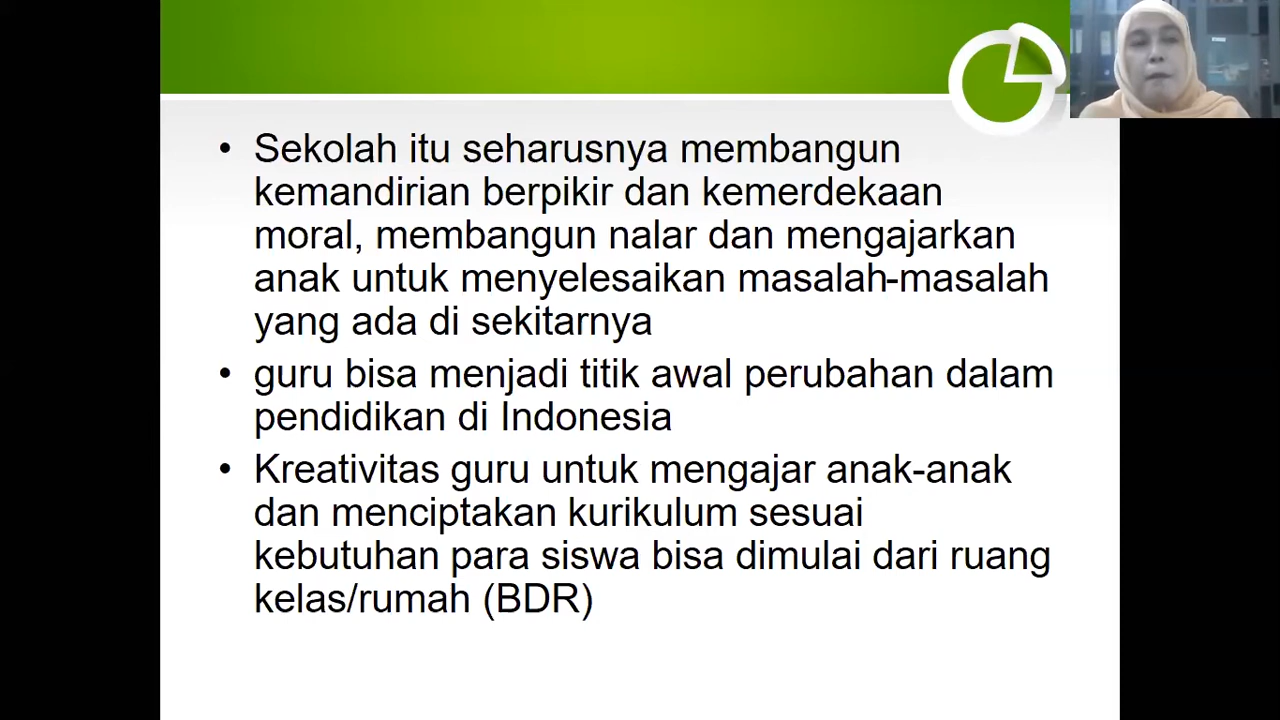 • Sekolah itu seharusnya membangun
kemandirian berpikir dan kemerdekaan
moral, membangun nalar dan mengajarkan
anak untuk menyelesaikan masalah-masalah
yang ada di sekitarnya
• guru bisa menjadi titik awal perubahan dalam
pendidikan di Indonesia
• Kreativitas guru untuk mengajar anak-anak
dan menciptakan kurikulum sesuai
kebutuhan para siswa bisa dimulai dari ruang
kelas/rumah (BDR)